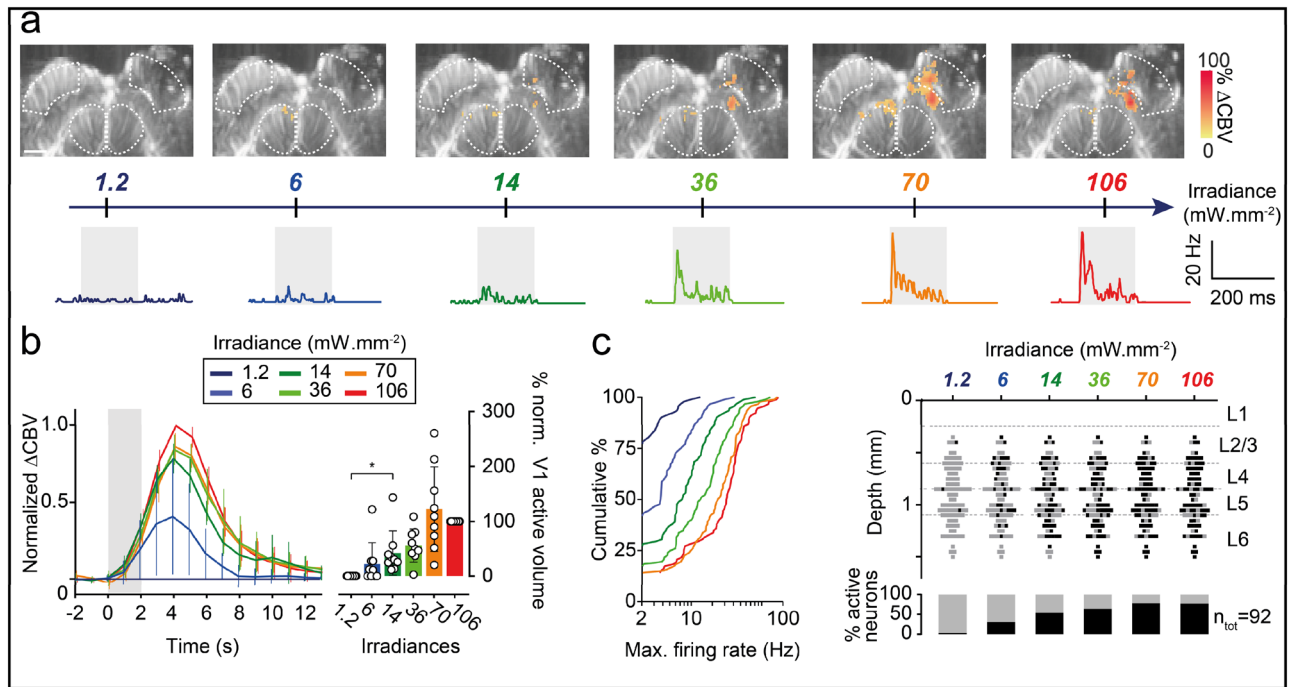 a
100
% ΔCBV
0
1.2 6 14 36 70 106
Irradiance
(mW.mm-2)
20 Hz
200 ms
b
Irradiance (mW.mm-2)
1.2 14 70
6 36 106
Normalized ΔCBV
1.0
0.5
0
-2 0 2 4 6 8 10 12
Time (s)
*
300
200
100
0
% norm. V1 active volume
1.2 6 14 36 70 106
Irradiances
c
Cumulative %
100
75
50
25
0
2 10 100
Max. firing rate (Hz)
Irradiance (mW.mm-2)
1.2 6 14 36 70 106
Depth (mm)
0
1
L1
L2/3
L4
L5
L6
% active
neurons
100
50
0
ntot=92